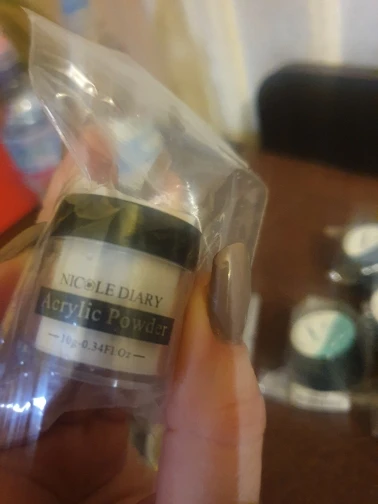 NICOLE DIARY
Acrylic Powder
10g-0.34Fl.Oz